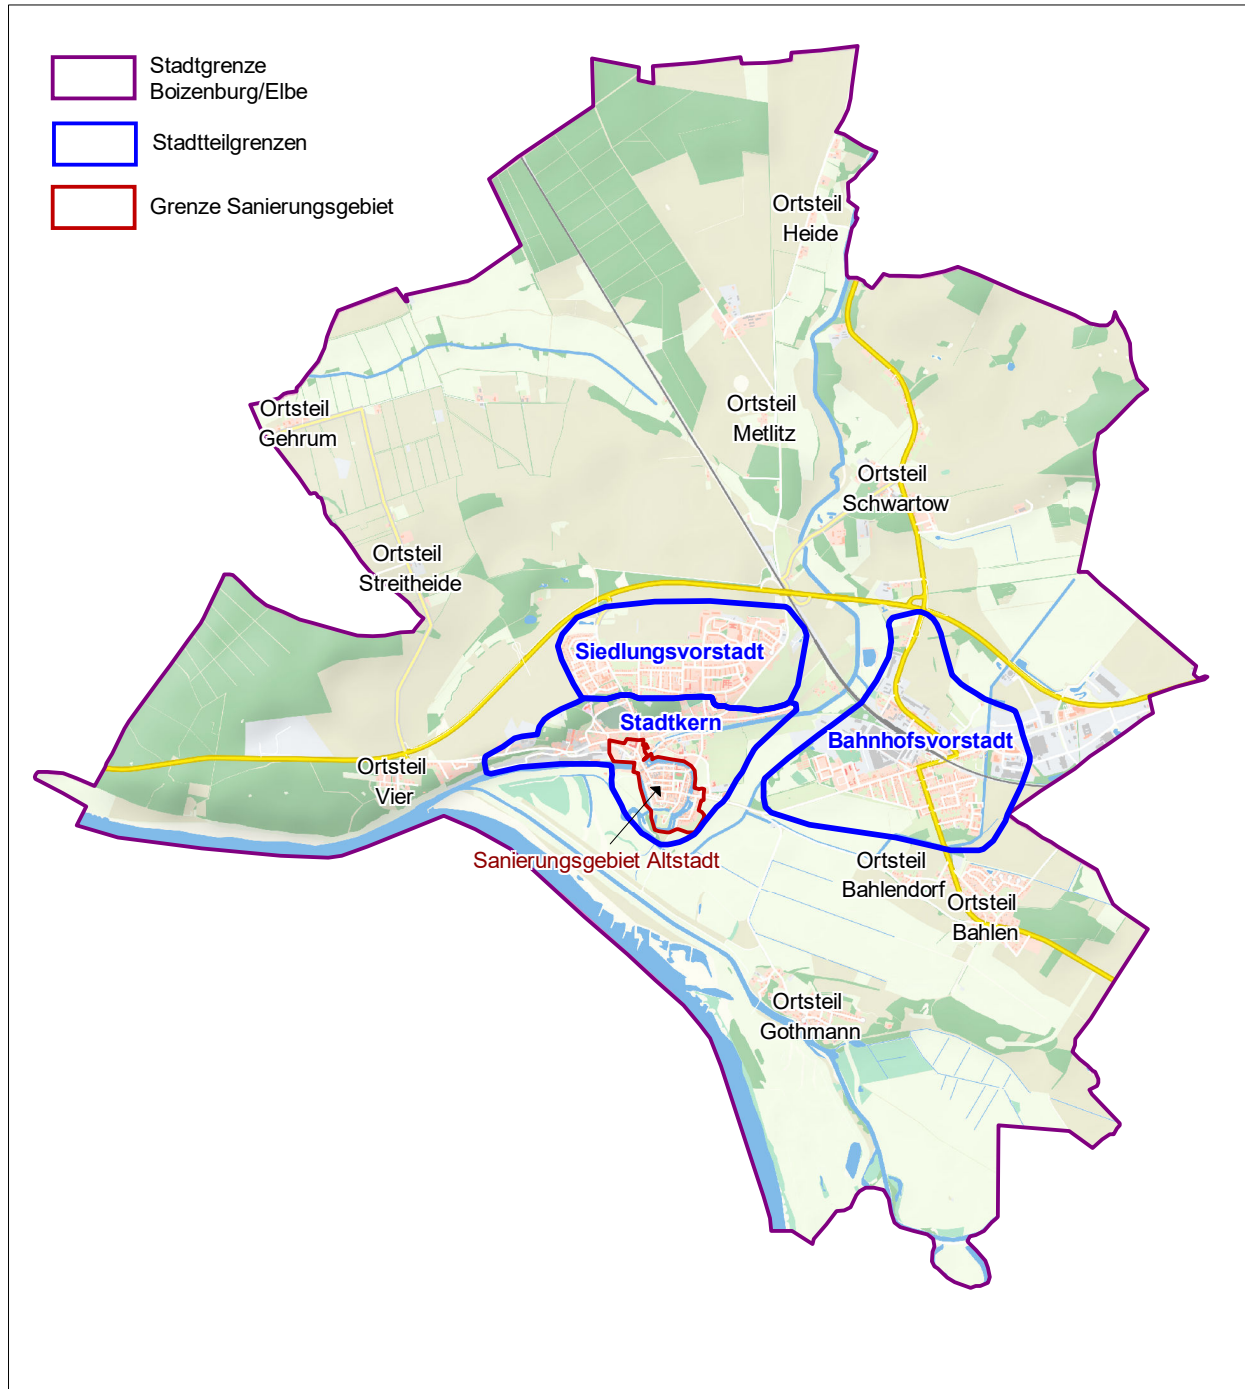 Stadtgrenze
Boizenburg/Elbe
Stadtteilgrenzen
Grenze Sanierungsgebiet
Ortsteil
Heide
Ortsteil
Gehrum
Ortsteil
Metlitz
Ortsteil
Schwartow
Ortsteil
Streitheide
Siedlungsvorstadt
Stadtkern
Bahnhofsvorstadt
Ortsteil
Vier
Sanierungsgebiet Altstadt
Ortsteil
Bahlendorf
Ortsteil
Bahlen
Ortsteil
Gothmann